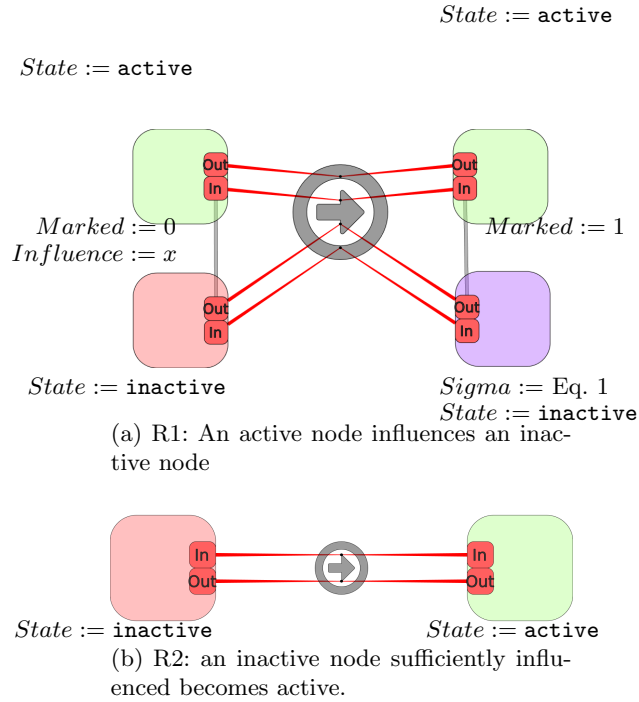 State := active
State := active
Out
Out
In
In
Marked := 0
Marked := 1
Influence := x
Out
Out
In
In
State := inactive
Sigma := Eq. 1
State := inactive
(a) R1: An active node influences an inac-
tive node
In
In
Out
Out
State := inactive
State := active
(b) R2: an inactive node sufficiently influ-
enced becomes active.